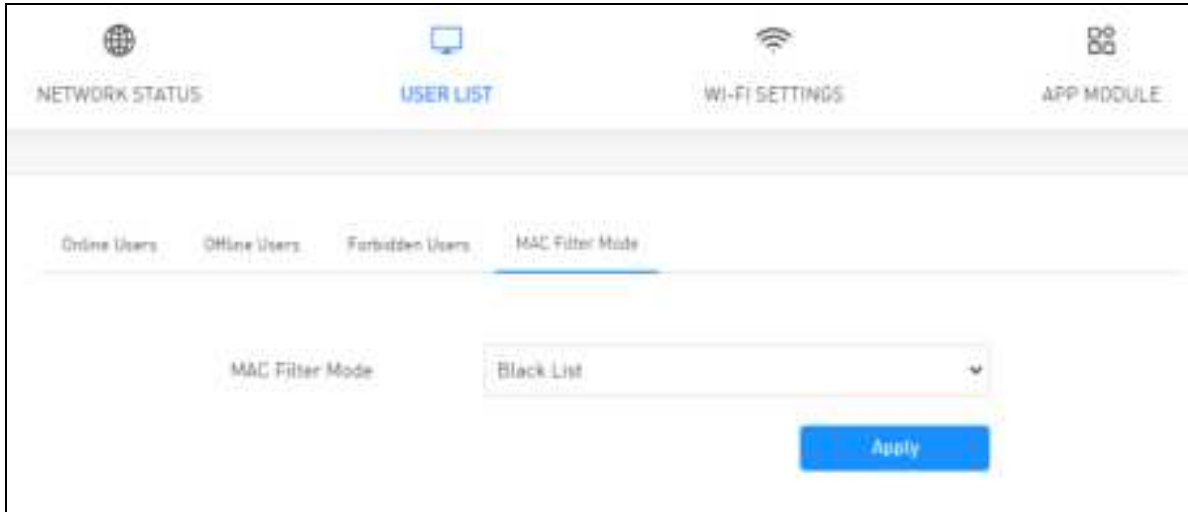 NETWORK STATUS USER LIST WI-FI SETTINGS APP MODULE
Online Users Offline Users Forbidden Users MAC Filter Mode
MAC Filter Mode Black List
Apply